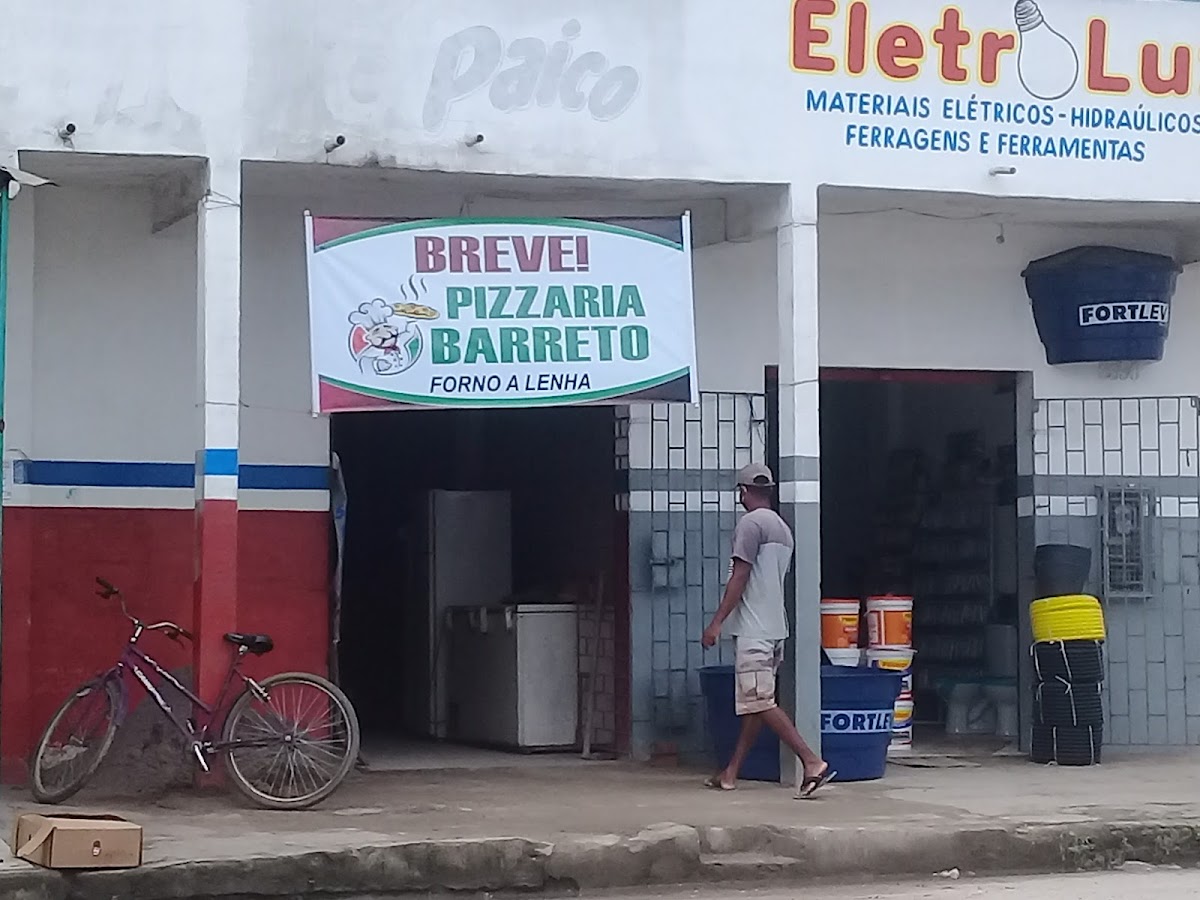 Paico
Eletr Lu
MATERIAIS ELÉTRICOS - HIDRAÚLICOS
FERRAGENS E FERRAMENTAS
BREVE!
PIZZARIA
BARRETO
FORNO A LENHA
FORTLEV
FORTLEV